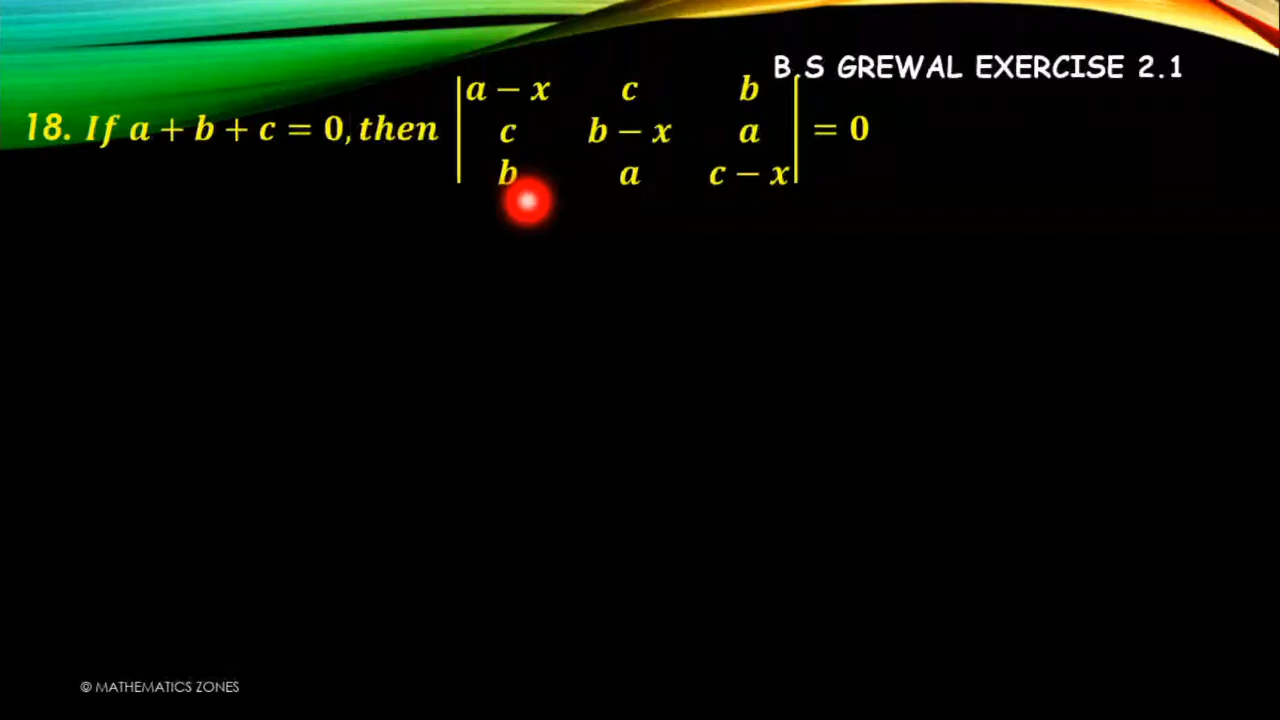 B.S GREWAL EXERCISE 2.1
18. If a + b + c = 0, then |a − x c b|
|c b − x a| = 0
|b a c − x|
© MATHEMATICS ZONES